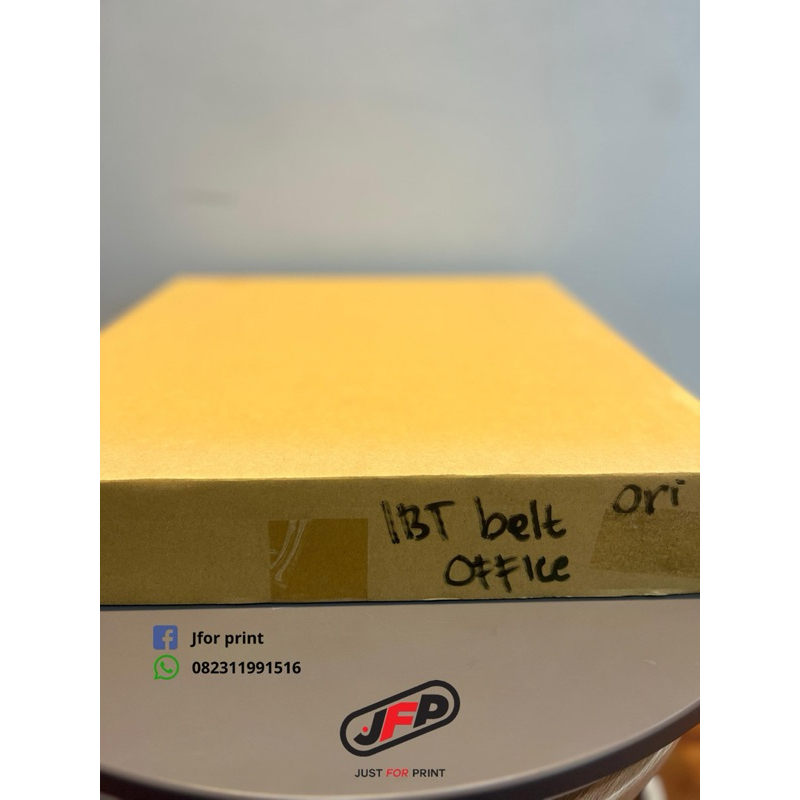 ori
IBT belt
OFFICE
Jfor print
082311991516
JFP
JUST FOR PRINT